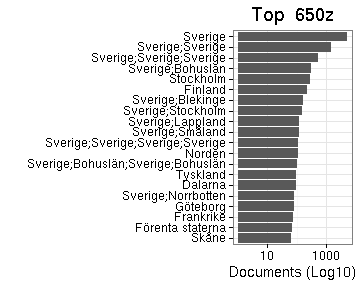 Top 650z
Sverige
Sverige;Sverige
Sverige;Sverige;Sverige
Sverige;Bohuslän
Stockholm
Finland
Sverige;Blekinge
Sverige;Stockholm
Sverige;Lappland
Sverige;Småland
Sverige;Sverige;Sverige;Sverige
Norden
Sverige;Bohuslän;Sverige;Bohuslän
Tyskland
Dalarna
Sverige;Norrbotten
Göteborg
Frankrike
Förenta staterna
Skåne
10 1000
Documents (Log10)